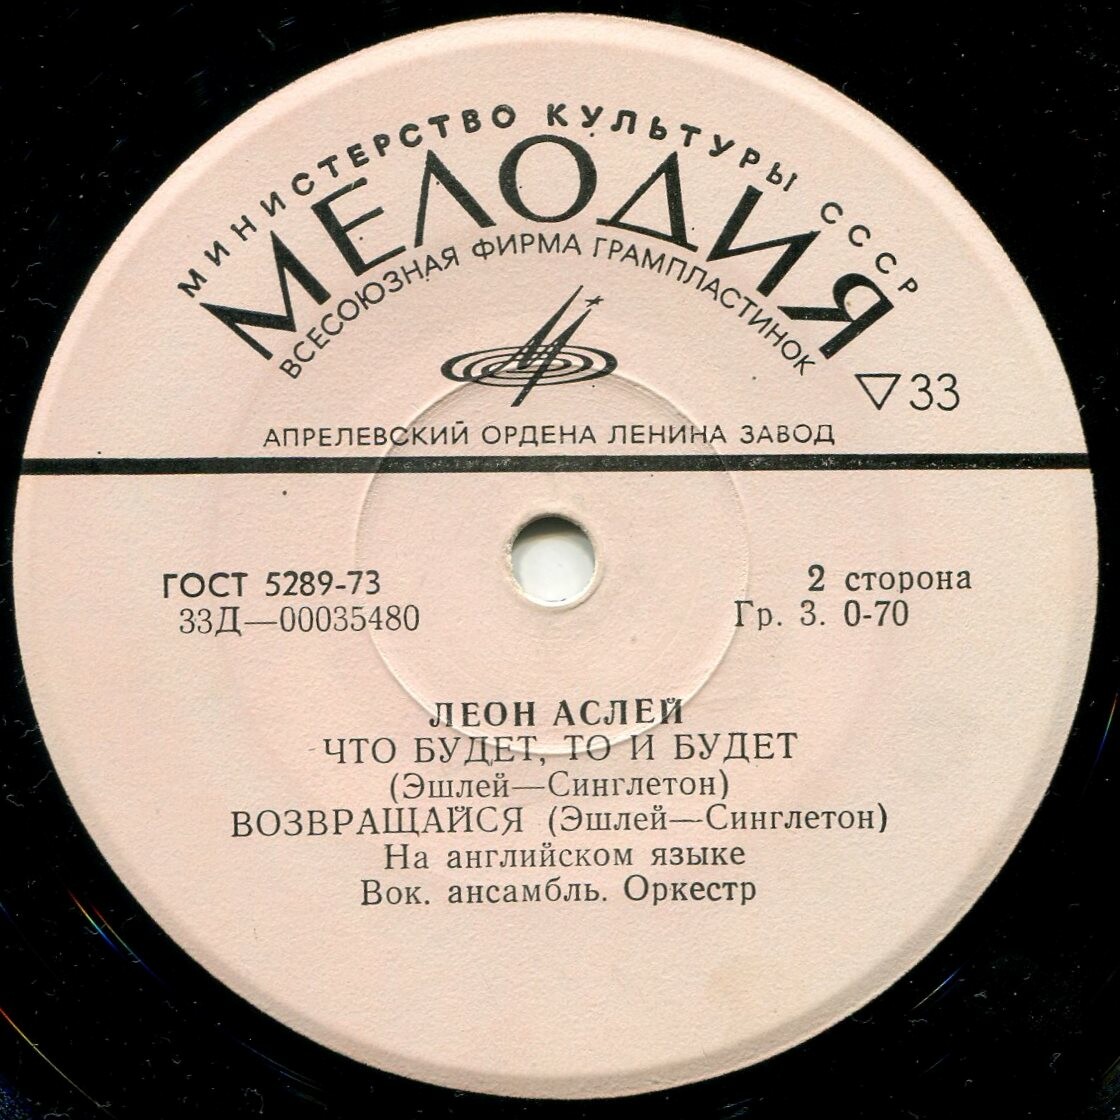 МИНИСТЕРСТВО КУЛЬТУРЫ СССР
МЕЛОДИЯ
ВСЕСОЮЗНАЯ ФИРМА ГРАМПЛАСТИНОК
▽33
АПРЕЛЕВСКИЙ ОРДЕНА ЛЕНИНА ЗАВОД
ГОСТ 5289-73
33Д—00035480
2 сторона
Гр. 3. 0-70
ЛЕОН АСЛЕЙ
ЧТО БУДЕТ, ТО И БУДЕТ
(Эшлей—Синглетон)
ВОЗВРАЩАЙСЯ (Эшлей—Синглетон)
На английском языке
Вок. ансамбль. Оркестр